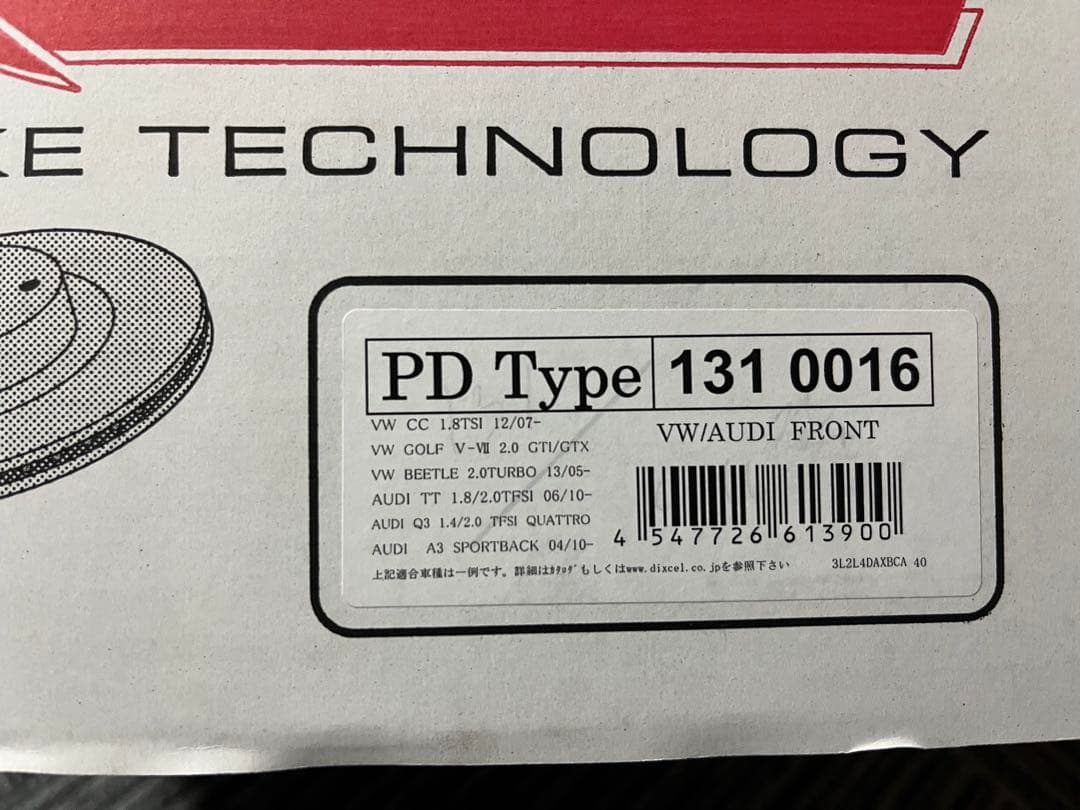 KE TECHNOLOGY
PD Type 131 0016
VW CC 1.8TSI 12/07-
VW GOLF V-Ⅶ 2.0 GTI/GTX
VW BEETLE 2.0TURBO 13/05-
AUDI TT 1.8/2.0TFSI 06/10-
AUDI Q3 1.4/2.0 TFSI QUATTRO
AUDI A3 SPORTBACK 04/10-
VW/AUDI FRONT
4 547726 613900
上記適合車種は一例です。詳細はｶﾀﾛｸﾞもしくはwww.dixcel.co.jpを参照下さい
3L2L4DAXBCA 40